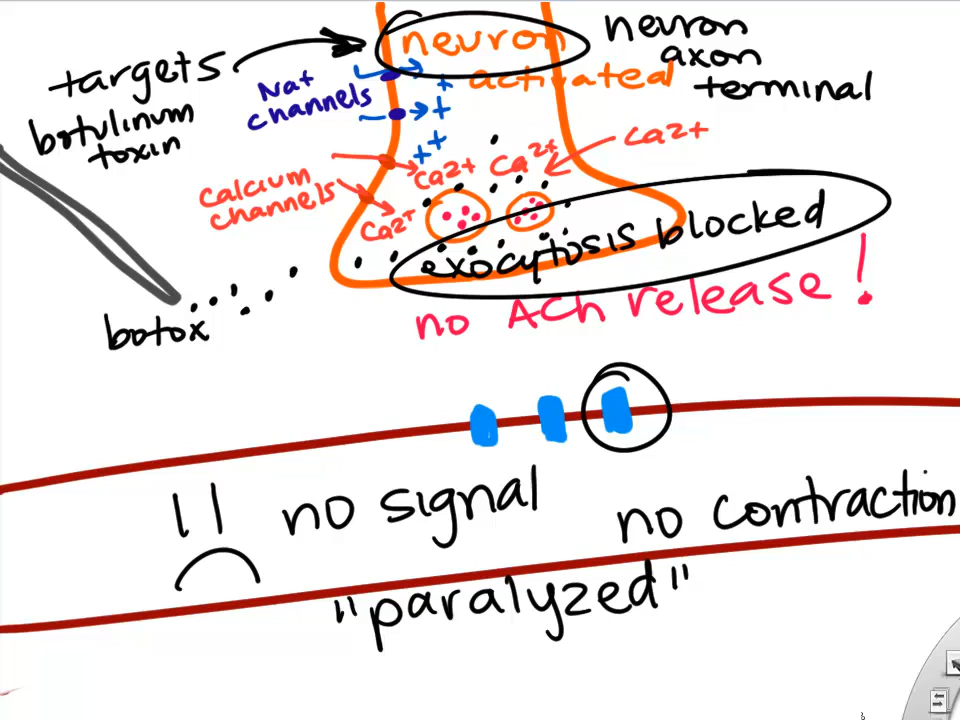 neuron
activated
neuron
axon
terminal
targets
botulinum
toxin
Na+
channels
+
+
++
Ca2+
Ca2+
Ca2+
calcium
channels
Ca2+
exocytosis blocked
no ACh release!
botox
no signal
no contraction
"paralyzed"